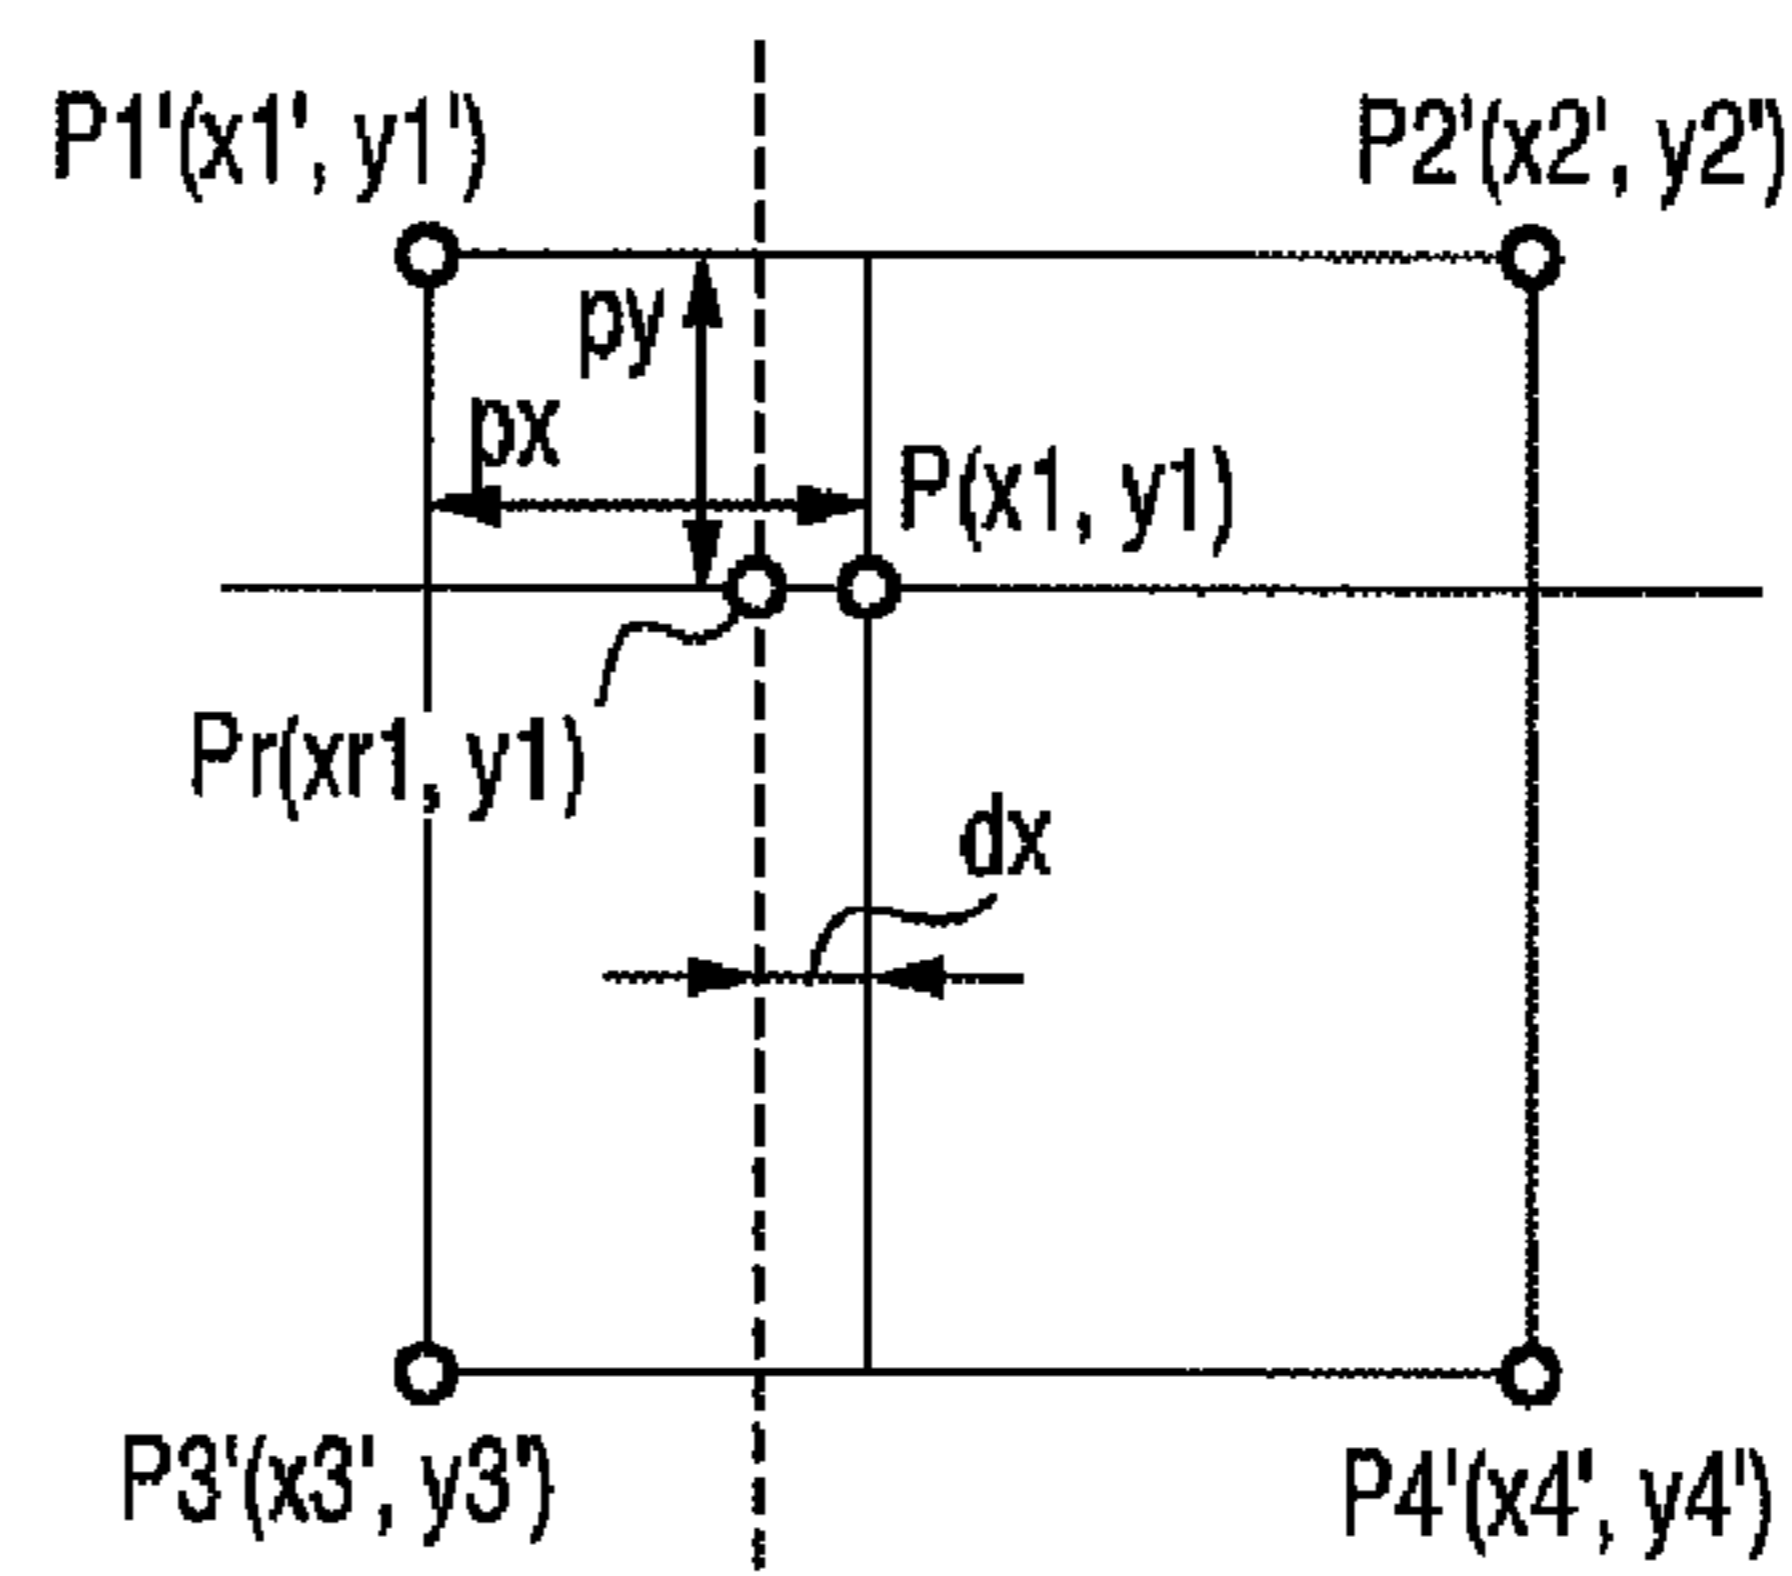 P1'(x1', y1')
P2'(x2', y2')
py
px
P(x1, y1)
Pr(xr1, y1)
dx
P3'(x3', y3')
P4'(x4', y4')